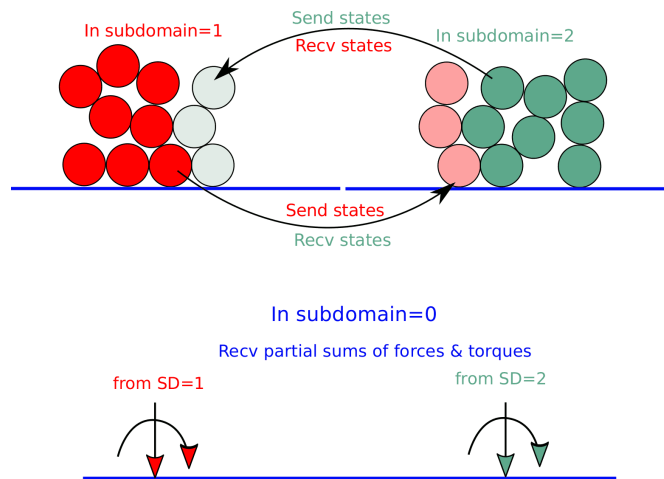 Send states
In subdomain=1
Recv states
In subdomain=2
Send states
Recv states
In subdomain=0
Recv partial sums of forces & torques
from SD=1
from SD=2